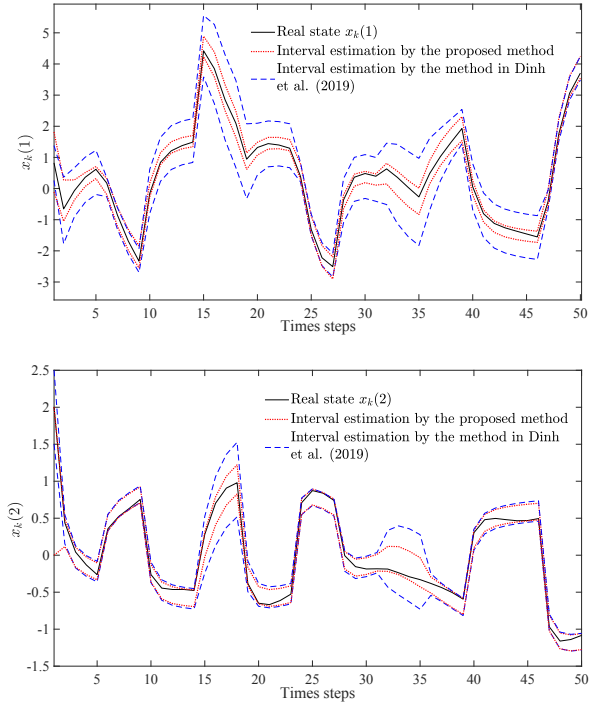 5
4
3
2
1
0
-1
-2
-3
x_k(1)
Real state x_k(1)
Interval estimation by the proposed method
Interval estimation by the method in Dinh
et al. (2019)
5 10 15 20 25 30 35 40 45 50
Times steps
2.5
2
1.5
1
0.5
0
-0.5
-1
-1.5
x_k(2)
Real state x_k(2)
Interval estimation by the proposed method
Interval estimation by the method in Dinh
et al. (2019)
5 10 15 20 25 30 35 40 45 50
Times steps